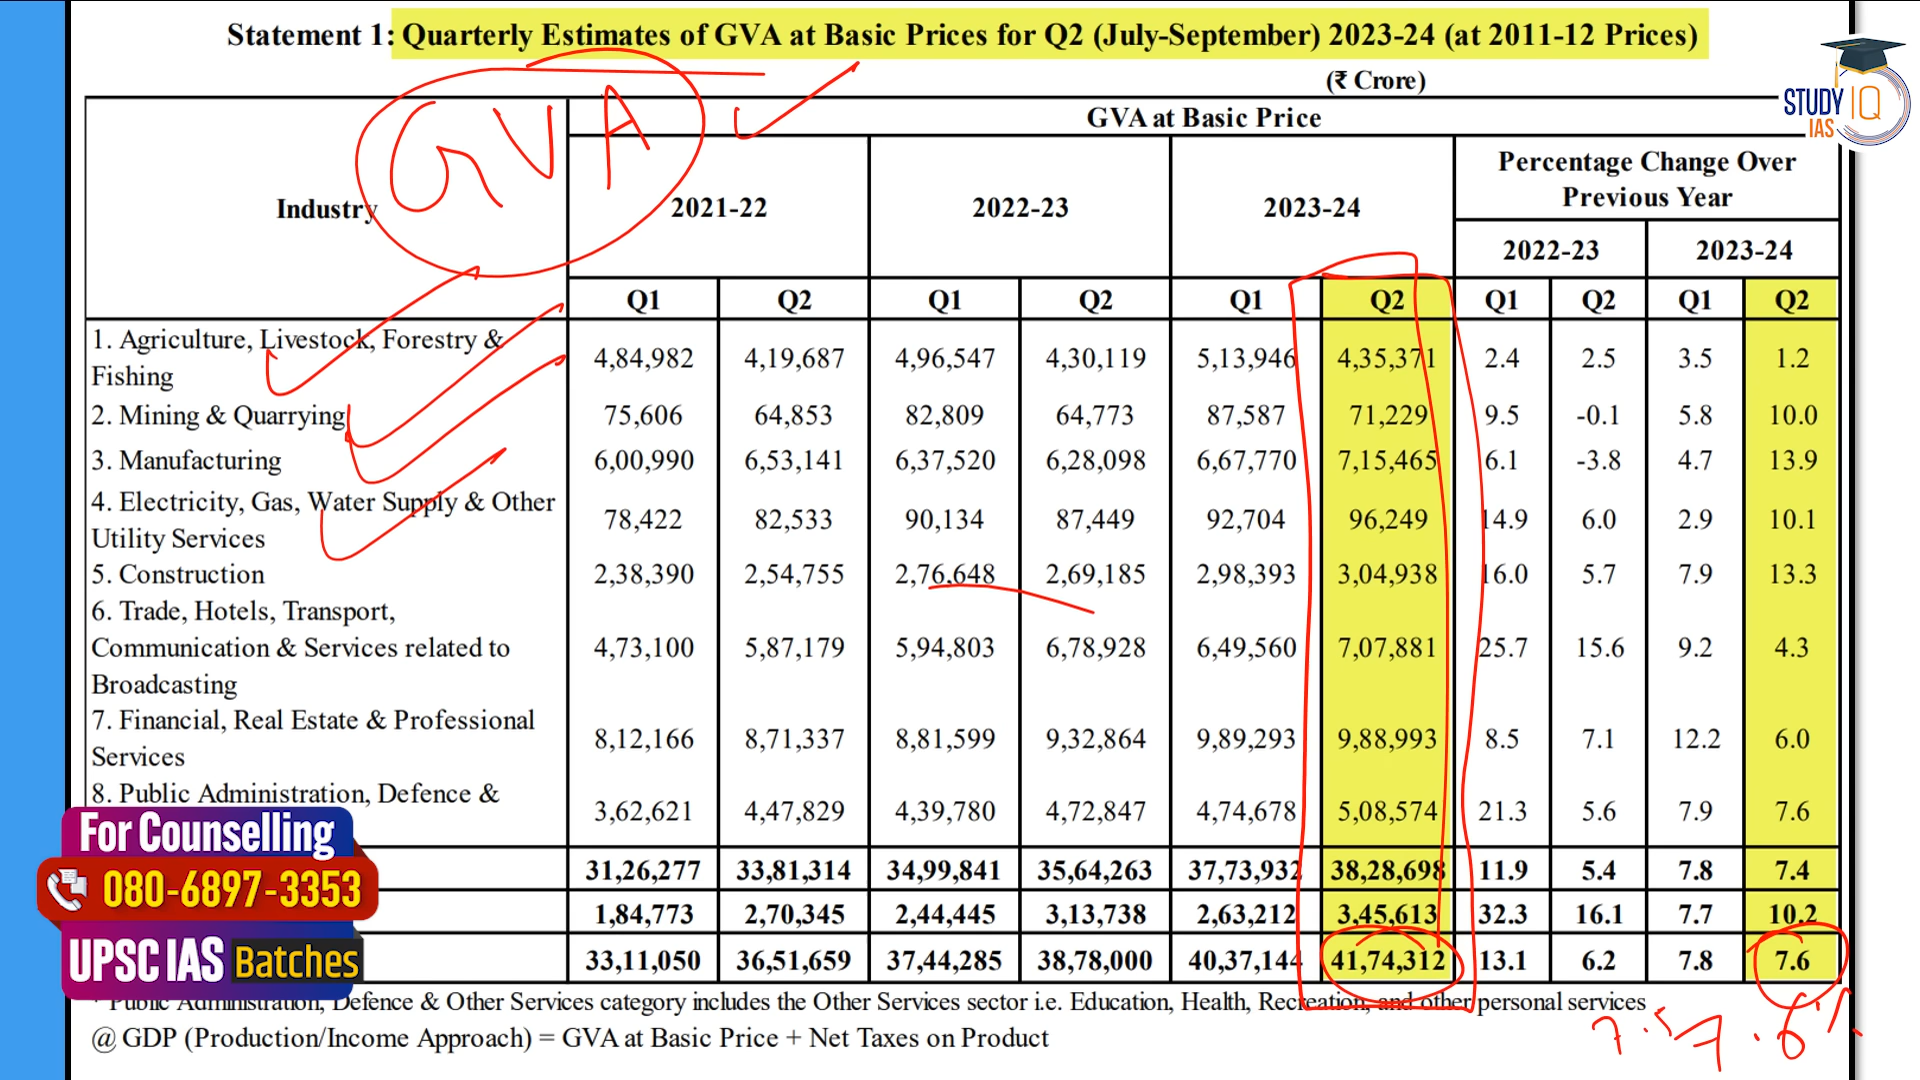 Statement 1: Quarterly Estimates of GVA at Basic Prices for Q2 (July-September) 2023-24 (at 2011-12 Prices)
(₹ Crore)
STUDY IQ
IAS
GVA
Industry
GVA at Basic Price
2021-22 2022-23 2023-24 Percentage Change Over Previous Year
2022-23 2023-24
Q1 Q2 Q1 Q2 Q1 Q2 Q1 Q2 Q1 Q2
1. Agriculture, Livestock, Forestry &
Fishing
4,84,982 4,19,687 4,96,547 4,30,119 5,13,946 4,35,371 2.4 2.5 3.5 1.2
2. Mining & Quarrying 75,606 64,853 82,809 64,773 87,587 71,229 9.5 -0.1 5.8 10.0
3. Manufacturing 6,00,990 6,53,141 6,37,520 6,28,098 6,67,770 7,15,465 6.1 -3.8 4.7 13.9
4. Electricity, Gas, Water Supply & Other
Utility Services
78,422 82,533 90,134 87,449 92,704 96,249 14.9 6.0 2.9 10.1
5. Construction 2,38,390 2,54,755 2,76,648 2,69,185 2,98,393 3,04,938 16.0 5.7 7.9 13.3
6. Trade, Hotels, Transport,
Communication & Services related to
Broadcasting
4,73,100 5,87,179 5,94,803 6,78,928 6,49,560 7,07,881 25.7 15.6 9.2 4.3
7. Financial, Real Estate & Professional
Services
8,12,166 8,71,337 8,81,599 9,32,864 9,89,293 9,88,993 8.5 7.1 12.2 6.0
8. Public Administration, Defence &
3,62,621 4,47,829 4,39,780 4,72,847 4,74,678 5,08,574 21.3 5.6 7.9 7.6
31,26,277 33,81,314 34,99,841 35,64,263 37,73,932 38,28,698 11.9 5.4 7.8 7.4
1,84,773 2,70,345 2,44,445 3,13,738 2,63,212 3,45,613 32.3 16.1 7.7 10.2
33,11,050 36,51,659 37,44,285 38,78,000 40,37,144 41,74,312 13.1 6.2 7.8 7.6
For Counselling
080-6897-3353
UPSC IAS Batches
* Public Administration, Defence & Other Services category includes the Other Services sector i.e. Education, Health, Recreation, and other personal services
@ GDP (Production/Income Approach) = GVA at Basic Price + Net Taxes on Product
7.5 7.6%